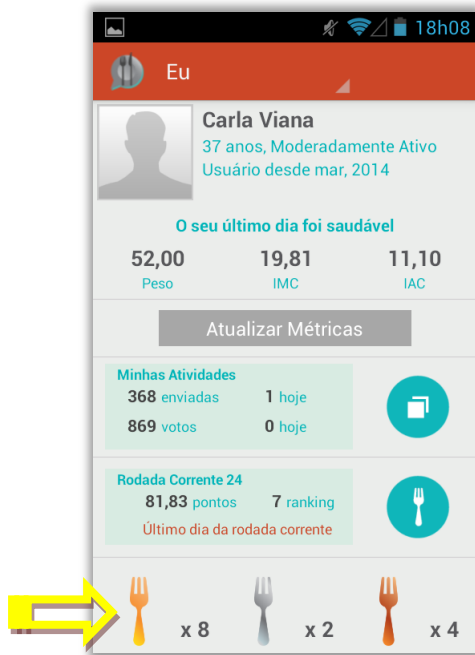 18h08
Eu
Carla Viana
37 anos, Moderadamente Ativo
Usuário desde mar, 2014
O seu último dia foi saudável
52,00 19,81 11,10
Peso IMC IAC
Atualizar Métricas
Minhas Atividades
368 enviadas 1 hoje
869 votos 0 hoje
Rodada Corrente 24
81,83 pontos 7 ranking
Último dia da rodada corrente
x 8 x 2 x 4